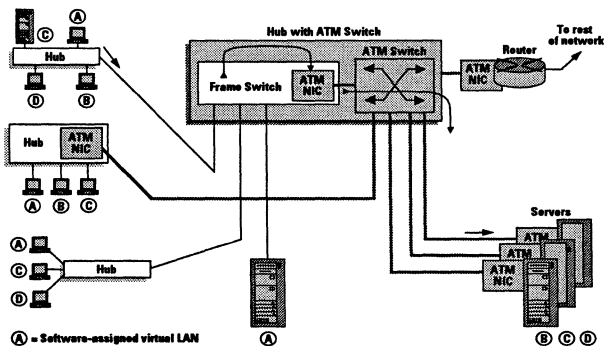 Hub with ATM Switch
To rest
of network
Router
ATM
NIC
ATM Switch
Frame Switch
ATM
NIC
A
C
Hub
D
B
Hub
ATM
NIC
A
B
C
A
C
D
Hub
Servers
ATM
ATM
NIC
ATM
NIC
A
B C D
A = Software-assigned virtual LAN